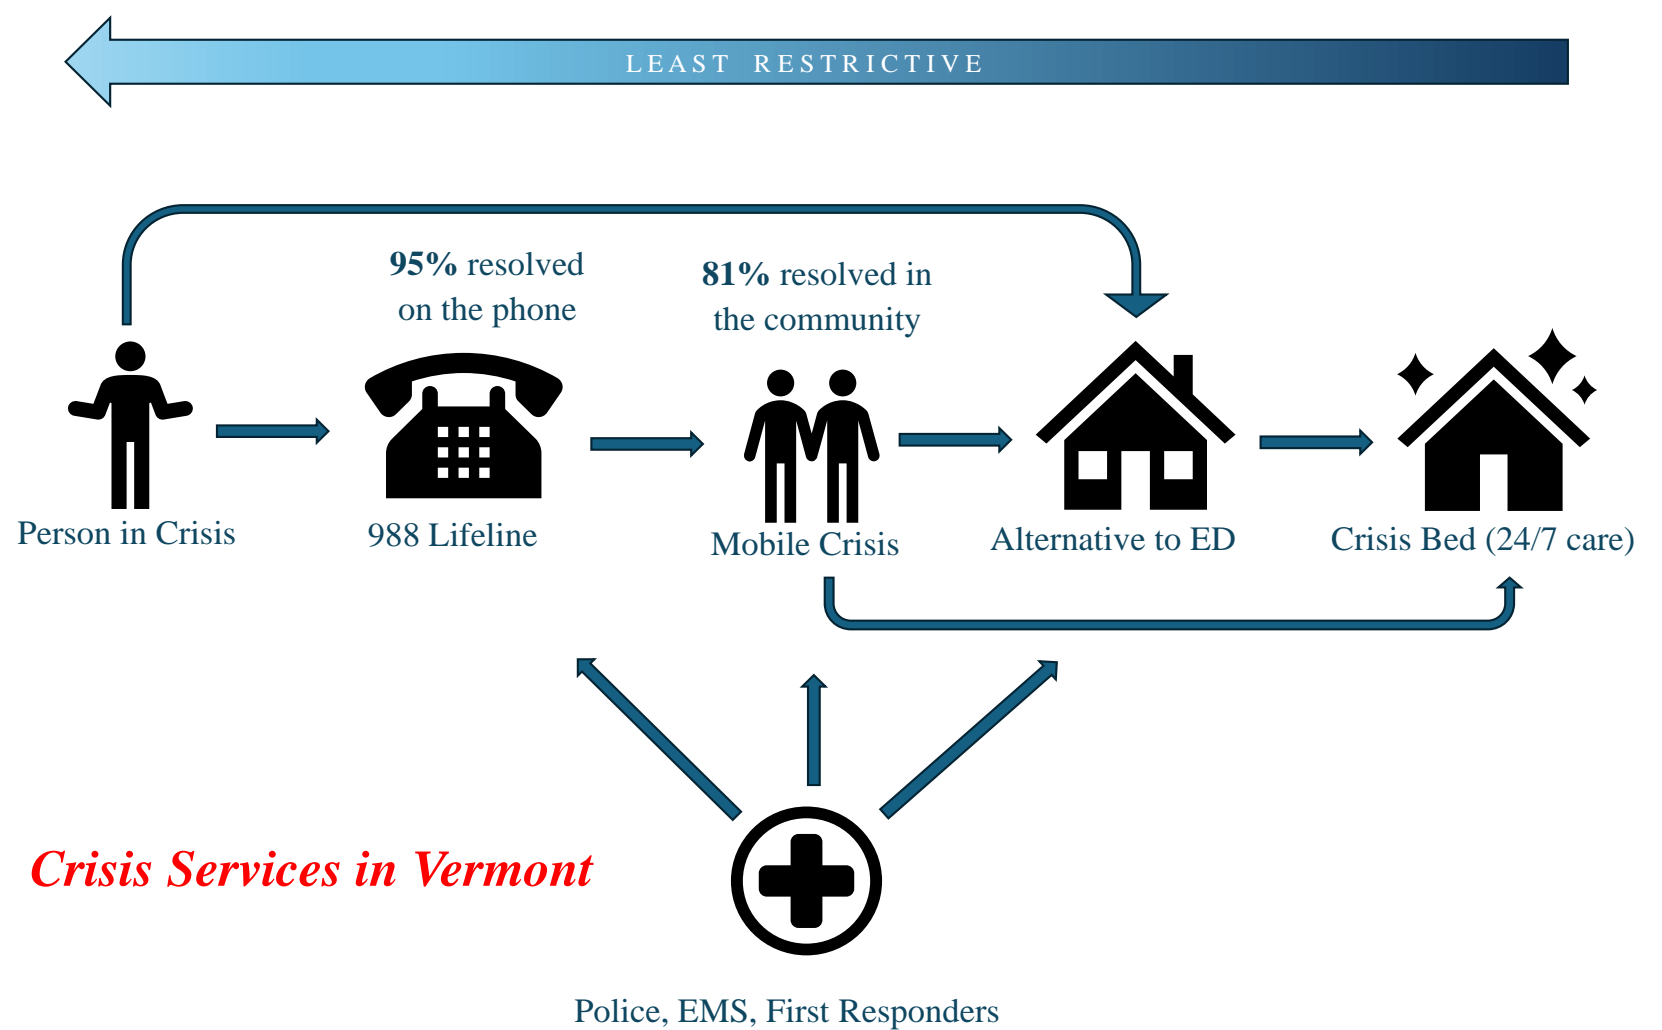 LEAST RESTRICTIVE
95% resolved
on the phone
81% resolved in
the community
Person in Crisis
988 Lifeline
Mobile Crisis
Alternative to ED
Crisis Bed (24/7 care)
Crisis Services in Vermont
Police, EMS, First Responders